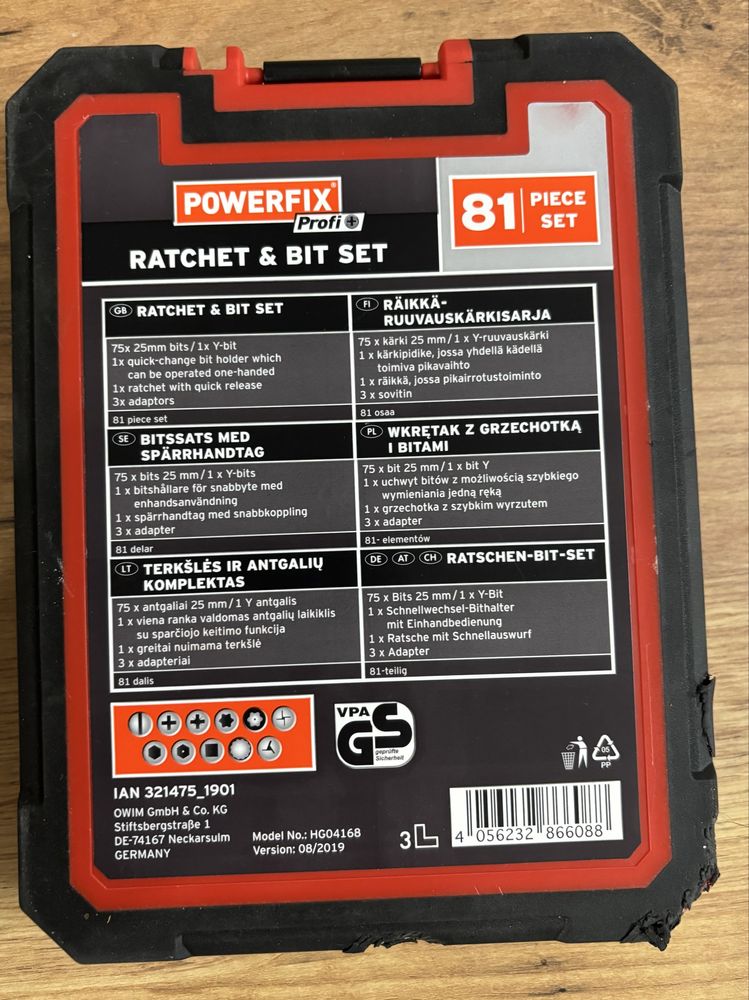 POWERFIX®
Profi+
RATCHET & BIT SET
81 PIECE
SET
GB RATCHET & BIT SET
75x 25mm bits / 1x Y-bit
1x quick-change bit holder which
can be operated one-handed
1x ratchet with quick release
3x adaptors
81 piece set
FI RÄIKKÄ-
RUUVAUSKÄRKISARJA
75 x kärki 25 mm / 1 x Y-ruuvauskärki
1 x kärkipidike, jossa yhdellä kädellä
toimiva pikavaihto
1 x räikkä, jossa pikairrotustoiminto
3 x sovitin
81 osaa
SE BITSSATS MED
SPÄRRHANDTAG
75 x bits 25 mm / 1 x Y-bits
1 x bitshållare för snabbyte med
enhandsanvändning
1 x spärrhandtag med snabbkoppling
3 x adapter
81 delar
PL WKRĘTAK Z GRZECHOTKĄ
I BITAMI
75 x bit 25 mm / 1 x bit Y
1 x uchwyt bitów z możliwością szybkiego
wymieniania jedną ręką
1 x grzechotka z szybkim wyrzutem
3 x adapter
81- elementów
LT TERKŠLĖS IR ANTGALIŲ
KOMPLEKTAS
75 x antgaliai 25 mm / 1 Y antgalis
1 x viena ranka valdomas antgalių laikiklis
su sparčiojo keitimo funkcija
1 x greitai nuimama terkšlė
3 x adapteriai
81 dalis
DE AT CH RATSCHEN-BIT-SET
75 x Bits 25 mm / 1 x Y-Bit
1 x Schnellwechsel-Bithalter
mit Einhandbedienung
1 x Ratsche mit Schnellauswurf
3 x Adapter
81-teilig
VPA
GS
geprüfte
Sicherheit
05
PP
IAN 321475_1901
OWIM GmbH & Co. KG
Stiftsbergstraße 1
DE-74167 Neckarsulm
GERMANY
Model No.: HG04168
Version: 08/2019
3L
4 056232 866088